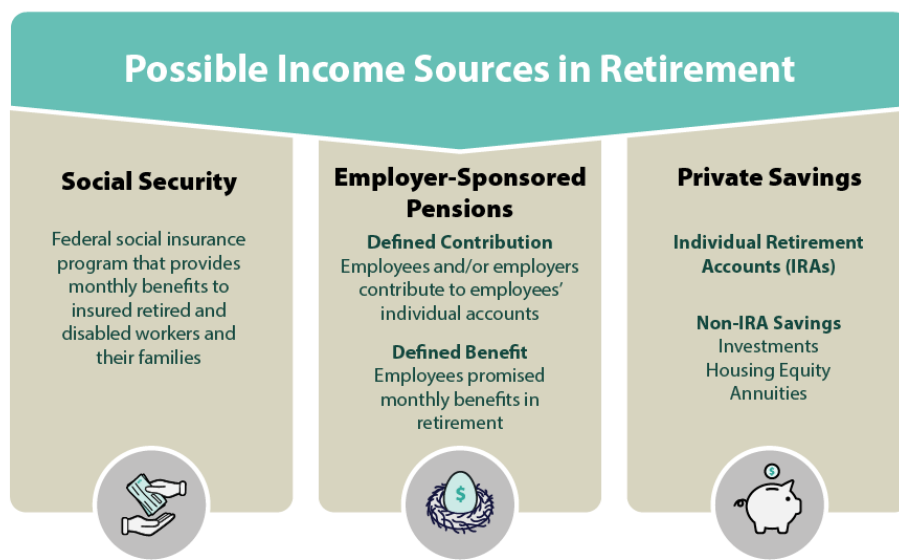 Possible Income Sources in Retirement
Social Security
Federal social insurance
program that provides
monthly benefits to
insured retired and
disabled workers and
their families
Employer-Sponsored
Pensions
Defined Contribution
Employees and/or employers
contribute to employees’
individual accounts
Defined Benefit
Employees promised
monthly benefits in
retirement
Private Savings
Individual Retirement
Accounts (IRAs)
Non-IRA Savings
Investments
Housing Equity
Annuities
$
$